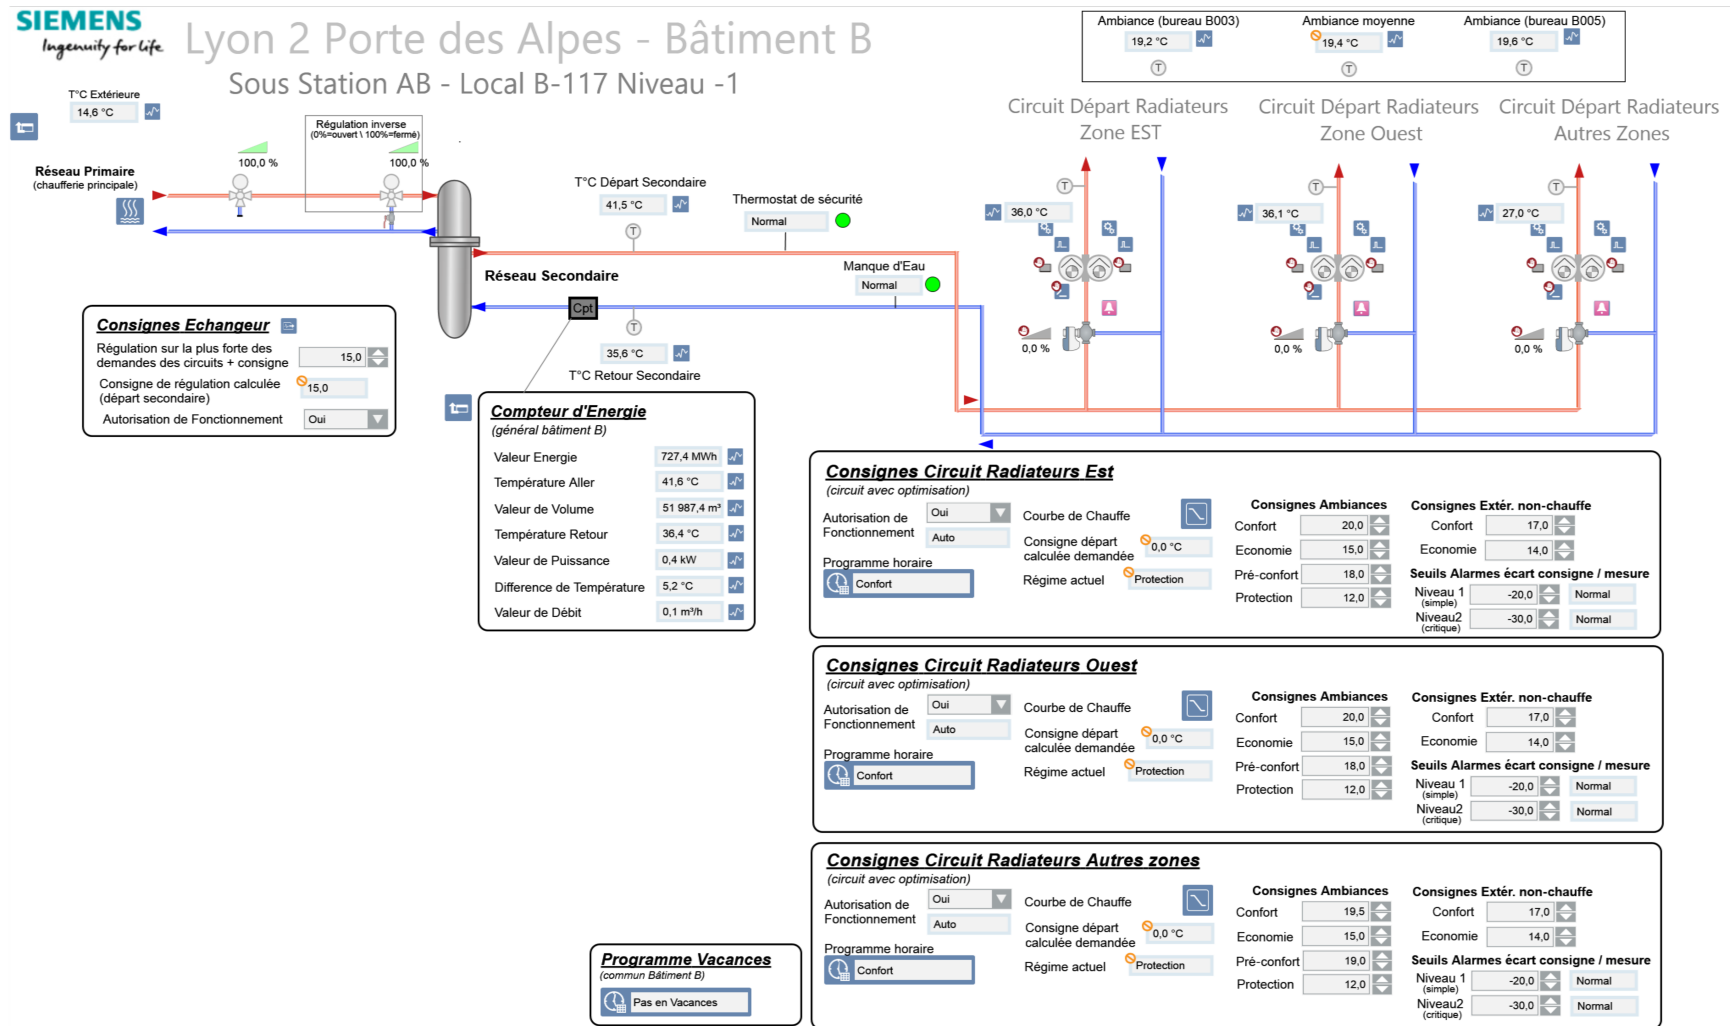 SIEMENS
Ingenuity for life
Lyon 2 Porte des Alpes - Bâtiment B
Sous Station AB - Local B-117 Niveau -1
Ambiance (bureau B003)
19,2 °C
T
Ambiance moyenne
19,4 °C
T
Ambiance (bureau B005)
19,6 °C
T
T°C Extérieure
14,6 °C
Régulation inverse
(0%=ouvert \ 100%=fermé)
100,0 %
100,0 %
Réseau Primaire
(chaufferie principale)
T°C Départ Secondaire
41,5 °C
T
Thermostat de sécurité
Normal
Manque d'Eau
Normal
Réseau Secondaire
Cpt
T
35,6 °C
T°C Retour Secondaire
Circuit Départ Radiateurs
Zone EST
T
36,0 °C
0,0 %
Circuit Départ Radiateurs
Zone Ouest
T
36,1 °C
0,0 %
Circuit Départ Radiateurs
Autres Zones
T
27,0 °C
0,0 %
Consignes Echangeur
Régulation sur la plus forte des
demandes des circuits + consigne
15,0
Consigne de régulation calculée
(départ secondaire)
15,0
Autorisation de Fonctionnement
Oui
Compteur d'Energie
(général bâtiment B)
Valeur Energie 727,4 MWh
Température Aller 41,6 °C
Valeur de Volume 51 987,4 m³
Température Retour 36,4 °C
Valeur de Puissance 0,4 kW
Difference de Température 5,2 °C
Valeur de Débit 0,1 m³/h
Consignes Circuit Radiateurs Est
(circuit avec optimisation)
Autorisation de
Fonctionnement
Oui
Auto
Programme horaire
Confort
Courbe de Chauffe
Consigne départ
calculée demandée
0,0 °C
Régime actuel
Protection
Consignes Ambiances
Confort 20,0
Economie 15,0
Pré-confort 18,0
Protection 12,0
Consignes Extér. non-chauffe
Confort 17,0
Economie 14,0
Seuils Alarmes écart consigne / mesure
Niveau 1
(simple)
-20,0 Normal
Niveau2
(critique)
-30,0 Normal
Consignes Circuit Radiateurs Ouest
(circuit avec optimisation)
Autorisation de
Fonctionnement
Oui
Auto
Programme horaire
Confort
Courbe de Chauffe
Consigne départ
calculée demandée
0,0 °C
Régime actuel
Protection
Consignes Ambiances
Confort 20,0
Economie 15,0
Pré-confort 18,0
Protection 12,0
Consignes Extér. non-chauffe
Confort 17,0
Economie 14,0
Seuils Alarmes écart consigne / mesure
Niveau 1
(simple)
-20,0 Normal
Niveau2
(critique)
-30,0 Normal
Consignes Circuit Radiateurs Autres zones
(circuit avec optimisation)
Autorisation de
Fonctionnement
Oui
Auto
Programme horaire
Confort
Courbe de Chauffe
Consigne départ
calculée demandée
0,0 °C
Régime actuel
Protection
Consignes Ambiances
Confort 19,5
Economie 15,0
Pré-confort 19,0
Protection 12,0
Consignes Extér. non-chauffe
Confort 17,0
Economie 14,0
Seuils Alarmes écart consigne / mesure
Niveau 1
(simple)
-20,0 Normal
Niveau2
(critique)
-30,0 Normal
Programme Vacances
(commun Bâtiment B)
Pas en Vacances